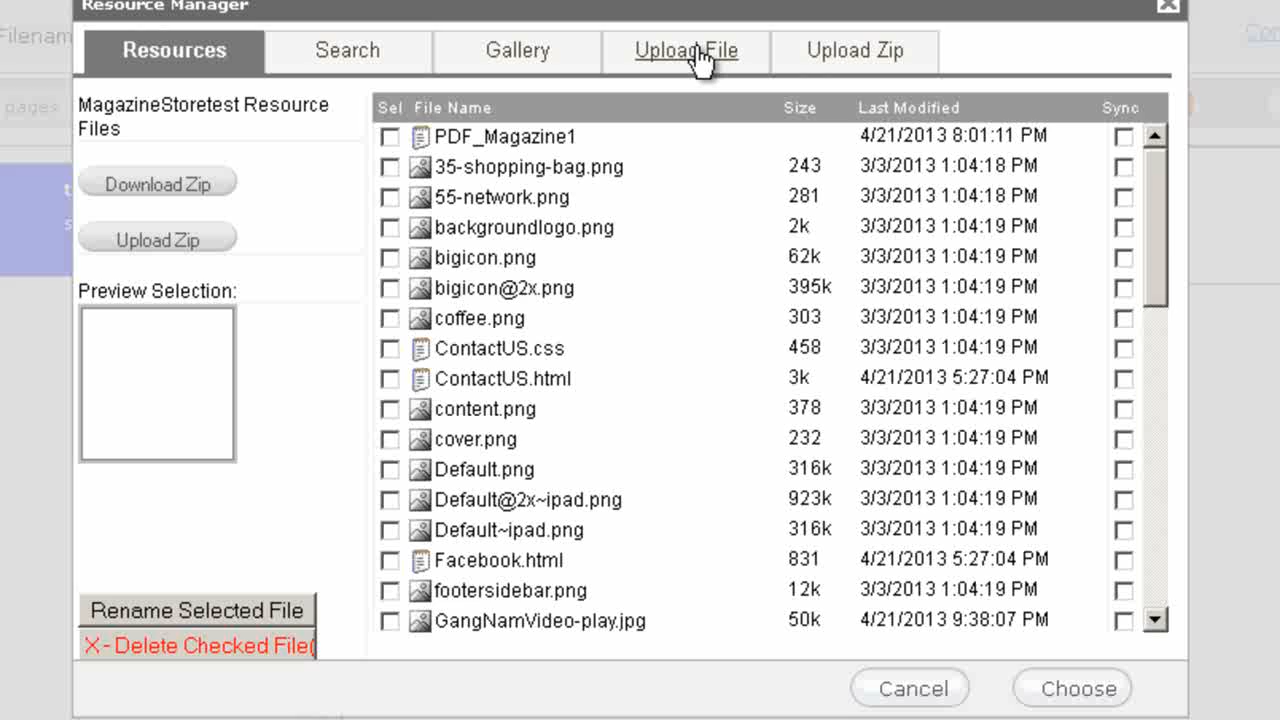 Resource Manager
Filenam
Resources Search Gallery Upload File Upload Zip
pages
MagazineStoretest Resource
Files
Download Zip
Upload Zip
Preview Selection:
Rename Selected File
X - Delete Checked File(
Sel File Name Size Last Modified Sync
PDF_Magazine1 4/21/2013 8:01:11 PM
35-shopping-bag.png 243 3/3/2013 1:04:18 PM
55-network.png 281 3/3/2013 1:04:18 PM
backgroundlogo.png 2k 3/3/2013 1:04:19 PM
bigicon.png 62k 3/3/2013 1:04:19 PM
bigicon@2x.png 395k 3/3/2013 1:04:19 PM
coffee.png 303 3/3/2013 1:04:19 PM
ContactUS.css 458 3/3/2013 1:04:19 PM
ContactUS.html 3k 4/21/2013 5:27:04 PM
content.png 378 3/3/2013 1:04:19 PM
cover.png 232 3/3/2013 1:04:19 PM
Default.png 316k 3/3/2013 1:04:19 PM
Default@2x~ipad.png 923k 3/3/2013 1:04:19 PM
Default~ipad.png 316k 3/3/2013 1:04:19 PM
Facebook.html 831 4/21/2013 5:27:04 PM
footersidebar.png 12k 3/3/2013 1:04:19 PM
GangNamVideo-play.jpg 50k 4/21/2013 9:38:07 PM
Cancel Choose